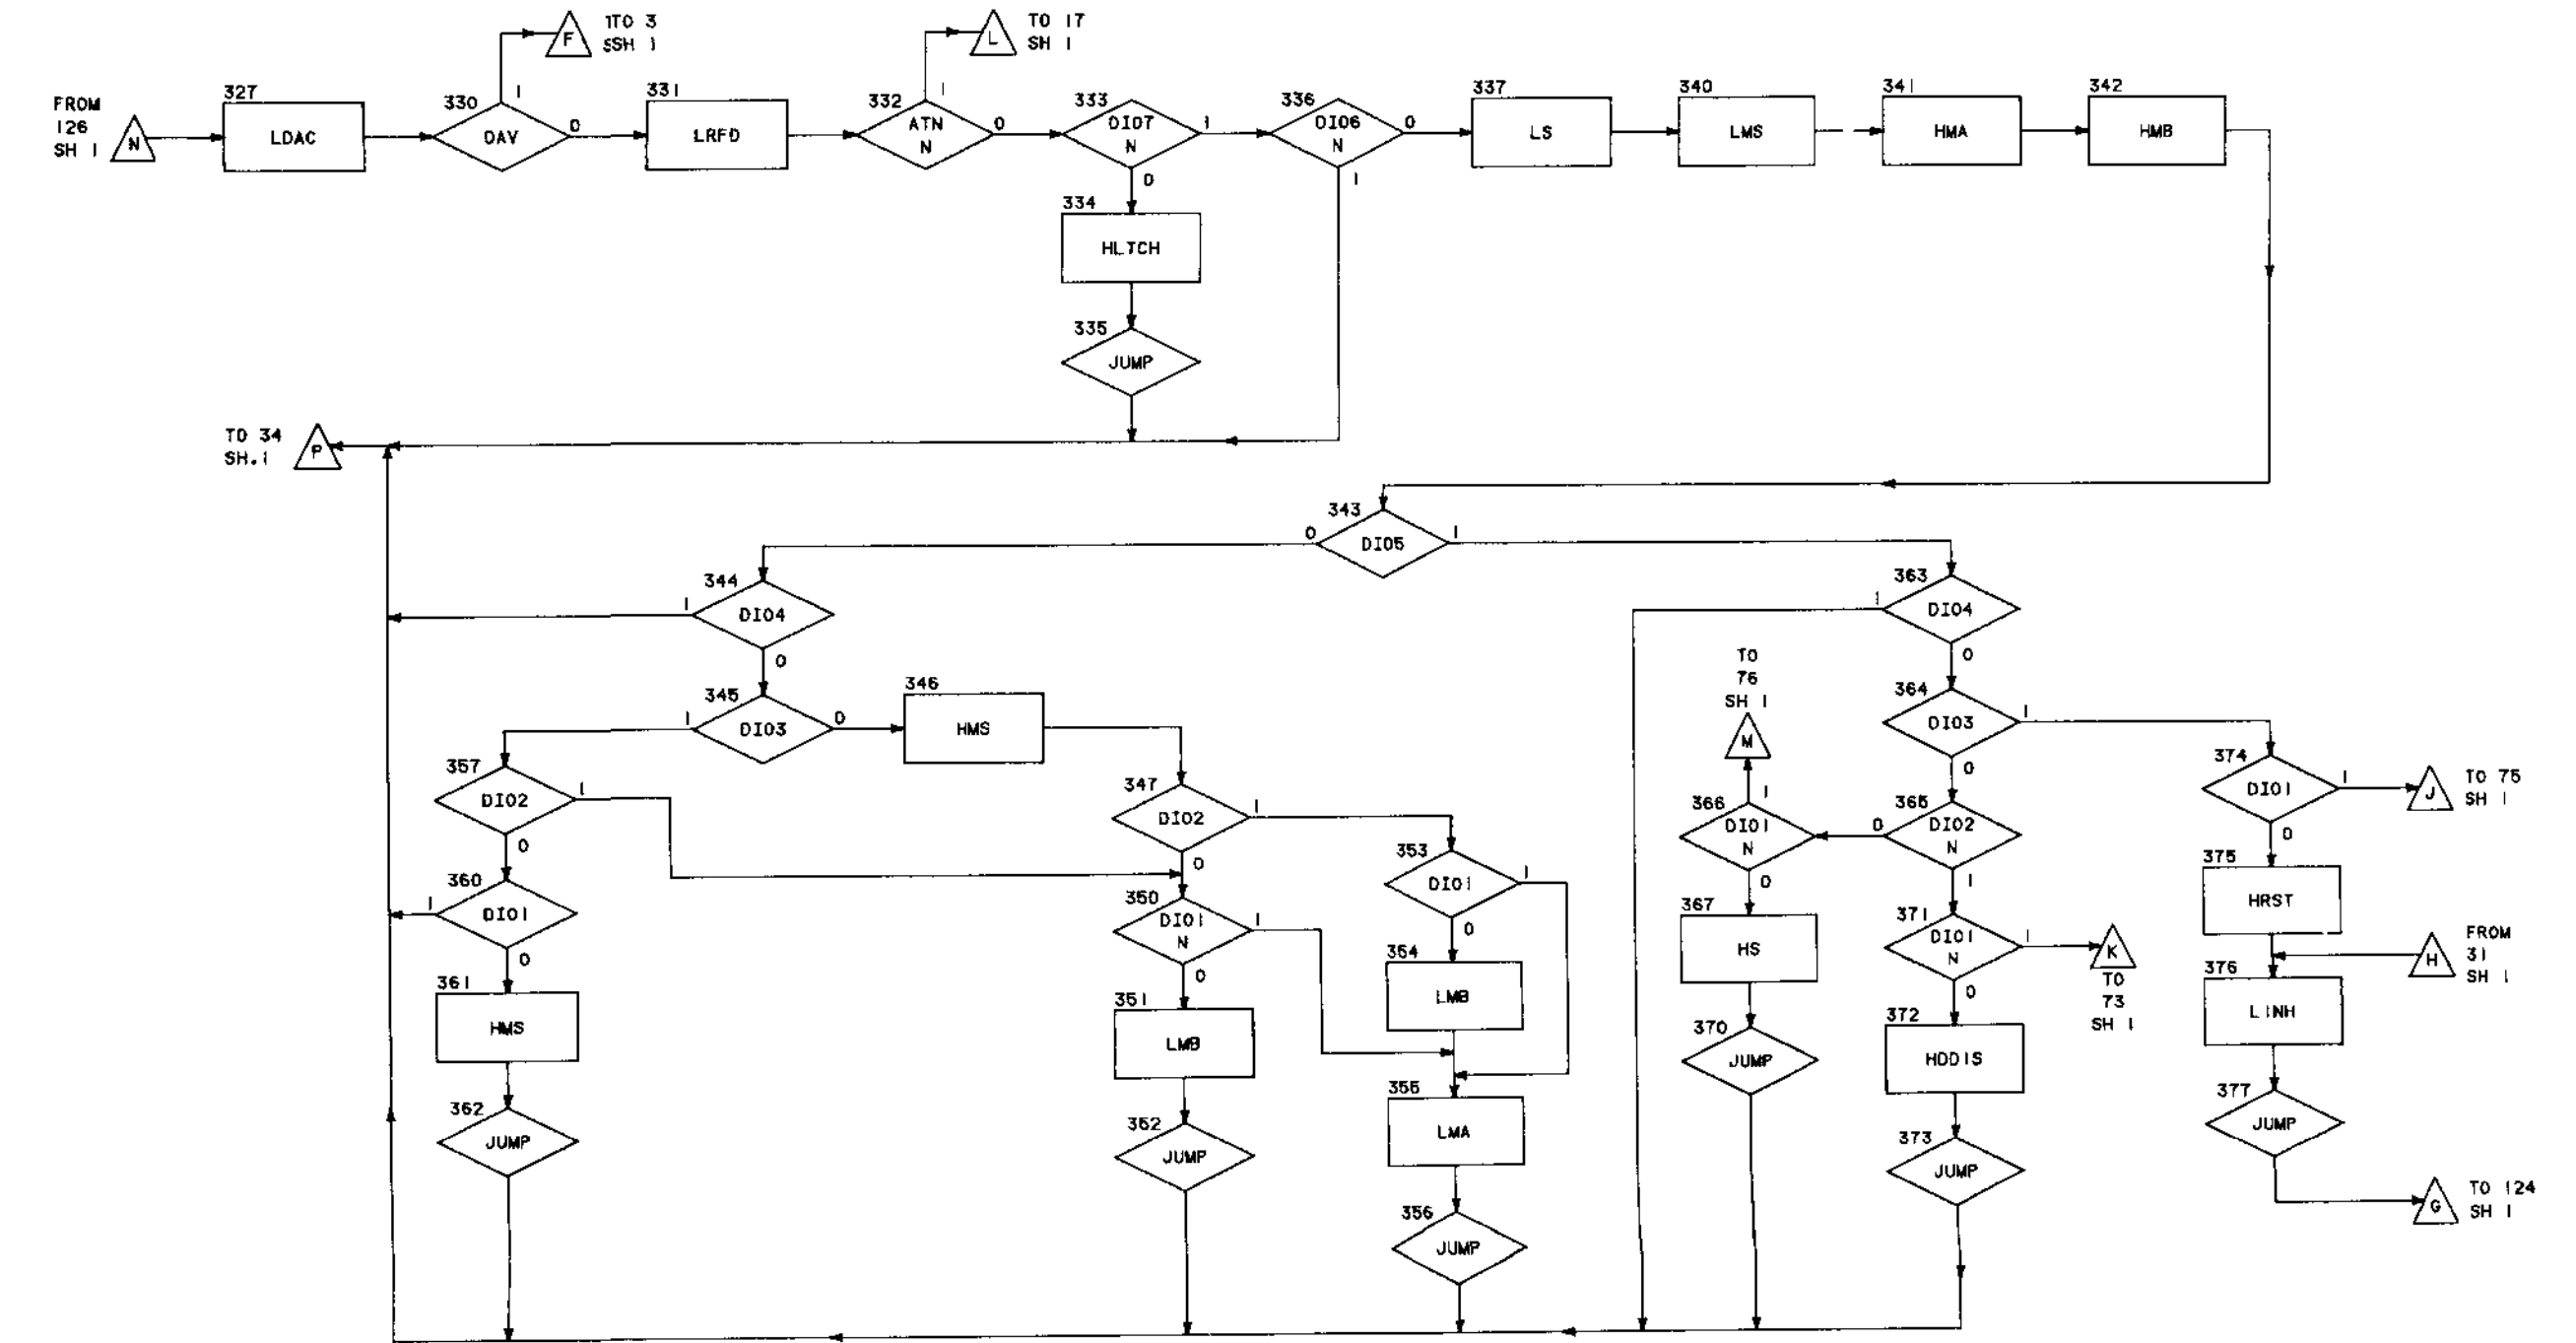 1TO 3
SSH 1
F
TO 17
SH 1
L
FROM
126
SH 1
N
327
LDAC
330
DAV
1
0
331
LRFD
332
ATN
N
1
0
333
DIO7
N
1
0
336
DIO6
N
0
1
337
LS
340
LMS
341
HMA
342
HMB
334
HLTCH
335
JUMP
TO 34
SH. 1
P
343
DIO5
0
1
344
DIO4
1
0
363
DIO4
1
0
345
DIO3
1
0
346
HMS
TO
76
SH 1
M
364
DIO3
1
0
357
DIO2
1
0
347
DIO2
1
0
366
DIO1
N
1
0
365
DIO2
N
0
1
374
DIO1
1
0
J
TO 75
SH 1
360
DIO1
1
0
350
DIO1
N
1
0
353
DIO1
1
0
367
HS
371
DIO1
N
1
0
K
TO
73
SH 1
375
HRST
H
FROM
31
SH 1
361
HMS
351
LMB
354
LMB
370
JUMP
372
HDDIS
376
LINH
362
JUMP
352
JUMP
355
LMA
373
JUMP
377
JUMP
356
JUMP
G
TO 124
SH 1